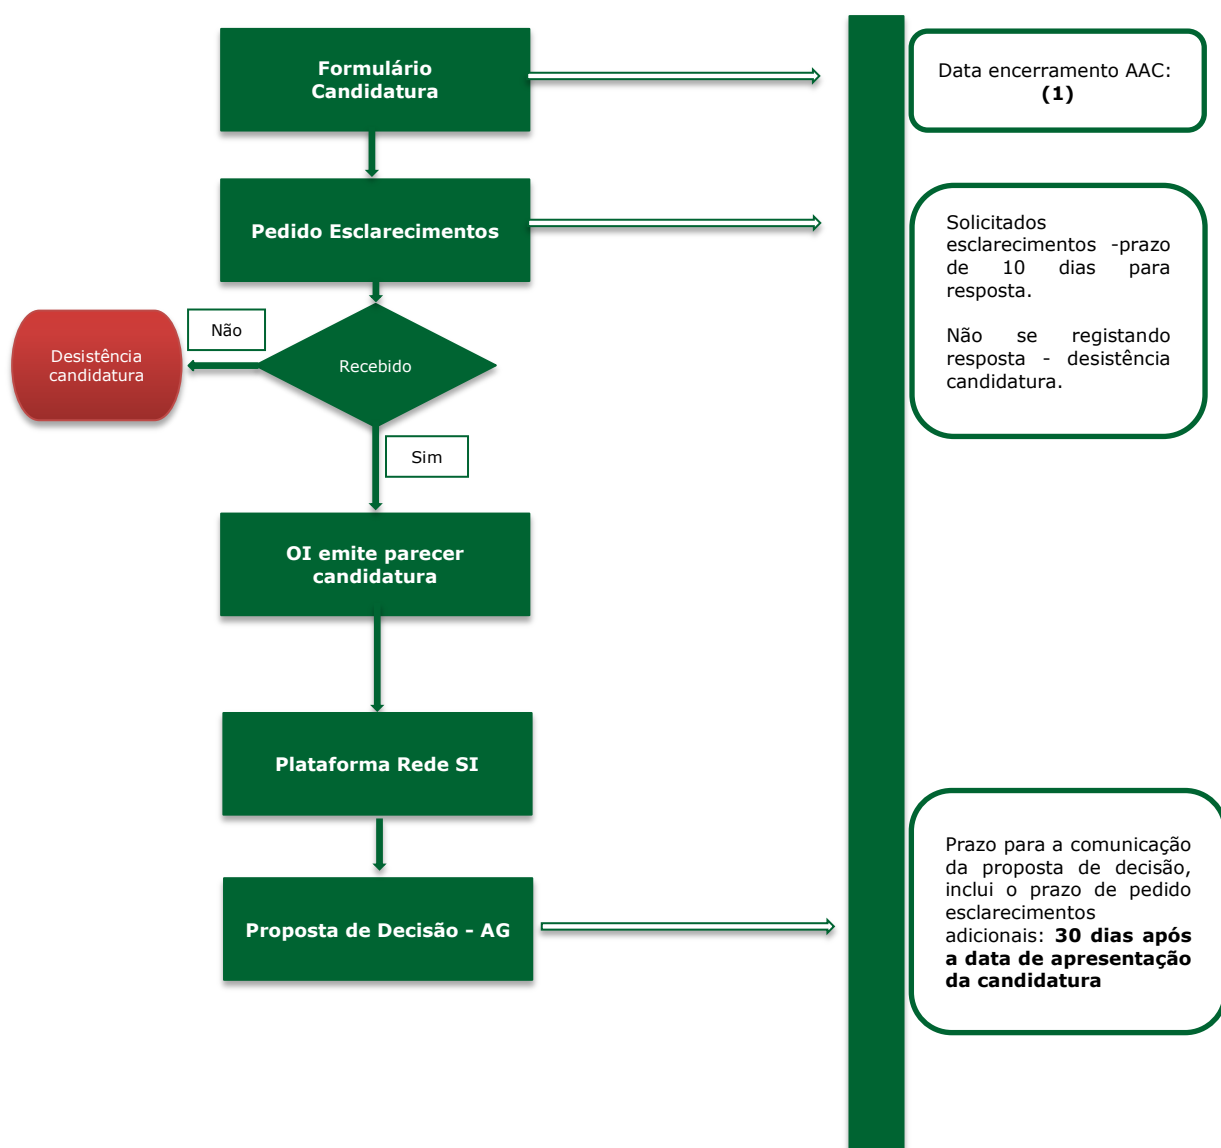 Formulário
Candidatura
Data encerramento AAC:
(1)
Pedido Esclarecimentos
Solicitados
esclarecimentos -prazo
de 10 dias para
resposta.
Não se registando
resposta - desistência
candidatura.
Não
Desistência
candidatura
Recebido
Sim
OI emite parecer
candidatura
Plataforma Rede SI
Proposta de Decisão - AG
Prazo para a comunicação
da proposta de decisão,
inclui o prazo de pedido
esclarecimentos
adicionais: 30 dias após
a data de apresentação
da candidatura